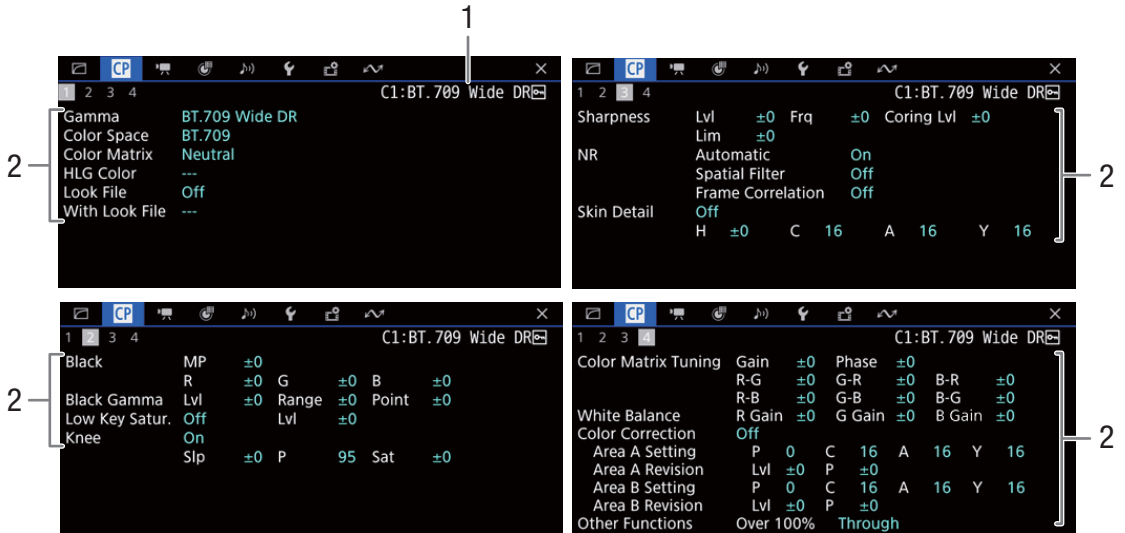 1
CP
1 2 3 4 C1:BT.709 Wide DR
Gamma BT.709 Wide DR
Color Space BT.709
Color Matrix Neutral
HLG Color ---
Look File Off
With Look File ---
2
CP
1 2 3 4 C1:BT.709 Wide DR
Sharpness Lvl ±0 Frq ±0 Coring Lvl ±0
Lim ±0
NR Automatic On
Spatial Filter Off
Frame Correlation Off
Skin Detail Off
H ±0 C 16 A 16 Y 16
2
CP
1 2 3 4 C1:BT.709 Wide DR
Black MP ±0
R ±0 G ±0 B ±0
Black Gamma Lvl ±0 Range ±0 Point ±0
Low Key Satur. Off Lvl ±0
Knee On
Slp ±0 P 95 Sat ±0
2
CP
1 2 3 4 C1:BT.709 Wide DR
Color Matrix Tuning Gain ±0 Phase ±0
R-G ±0 G-R ±0 B-R ±0
R-B ±0 G-B ±0 B-G ±0
White Balance R Gain ±0 G Gain ±0 B Gain ±0
Color Correction Off
Area A Setting P 0 C 16 A 16 Y 16
Area A Revision Lvl ±0 P ±0
Area B Setting P 0 C 16 A 16 Y 16
Area B Revision Lvl ±0 P ±0
Other Functions Over 100% Through
2